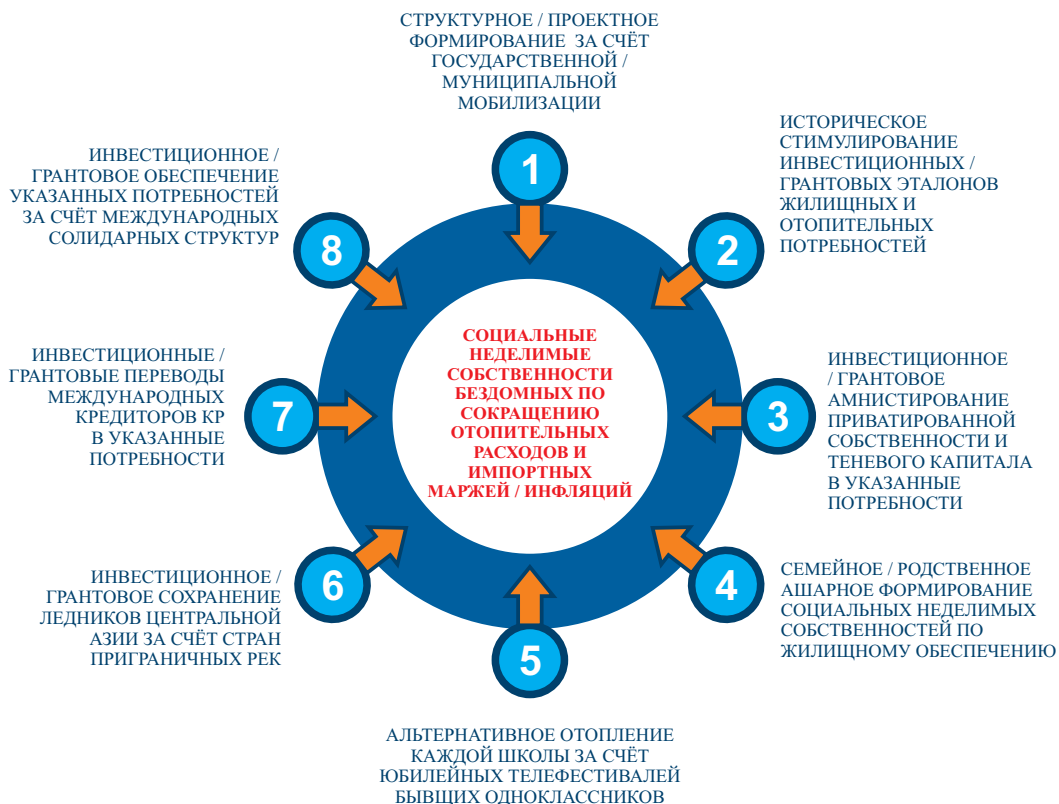 СТРУКТУРНОЕ / ПРОЕКТНОЕ
ФОРМИРОВАНИЕ ЗА СЧЁТ
ГОСУДАРСТВЕННОЙ /
МУНИЦИПАЛЬНОЙ
МОБИЛИЗАЦИИ
1
ИСТОРИЧЕСКОЕ
СТИМУЛИРОВАНИЕ
ИНВЕСТИЦИОННЫХ /
ГРАНТОВЫХ ЭТАЛОНОВ
ЖИЛИЩНЫХ И
ОТОПИТЕЛЬНЫХ
ПОТРЕБНОСТЕЙ
2
ИНВЕСТИЦИОННОЕ
/ ГРАНТОВОЕ
АМНИСТИРОВАНИЕ
ПРИВАТИРОВАННОЙ
СОБСТВЕННОСТИ И
ТЕНЕВОГО КАПИТАЛА
В УКАЗАННЫЕ
ПОТРЕБНОСТИ
3
СЕМЕЙНОЕ / РОДСТВЕННОЕ
АШАРНОЕ ФОРМИРОВАНИЕ
СОЦИАЛЬНЫХ НЕДЕЛИМЫХ
СОБСТВЕННОСТЕЙ ПО
ЖИЛИЩНОМУ ОБЕСПЕЧЕНИЮ
4
5
АЛЬТЕРНАТИВНОЕ ОТОПЛЕНИЕ
КАЖДОЙ ШКОЛЫ ЗА СЧЁТ
ЮБИЛЕЙНЫХ ТЕЛЕФЕСТИВАЛЕЙ
БЫВЩИХ ОДНОКЛАССНИКОВ
ИНВЕСТИЦИОННОЕ /
ГРАНТОВОЕ СОХРАНЕНИЕ
ЛЕДНИКОВ ЦЕНТРАЛЬНОЙ
АЗИИ ЗА СЧЁТ СТРАН
ПРИГРАНИЧНЫХ РЕК
6
ИНВЕСТИЦИОННЫЕ /
ГРАНТОВЫЕ ПЕРЕВОДЫ
МЕЖДУНАРОДНЫХ
КРЕДИТОРОВ КР
В УКАЗАННЫЕ
ПОТРЕБНОСТИ
7
ИНВЕСТИЦИОННОЕ /
ГРАНТОВОЕ ОБЕСПЕЧЕНИЕ
УКАЗАННЫХ ПОТРЕБНОСТЕЙ
ЗА СЧЁТ МЕЖДУНАРОДНЫХ
СОЛИДАРНЫХ СТРУКТУР
8
СОЦИАЛЬНЫЕ
НЕДЕЛИМЫЕ
СОБСТВЕННОСТИ
БЕЗДОМНЫХ ПО
СОКРАЩЕНИЮ
ОТОПИТЕЛЬНЫХ
РАСХОДОВ И
ИМПОРТНЫХ
МАРЖЕЙ / ИНФЛЯЦИЙ